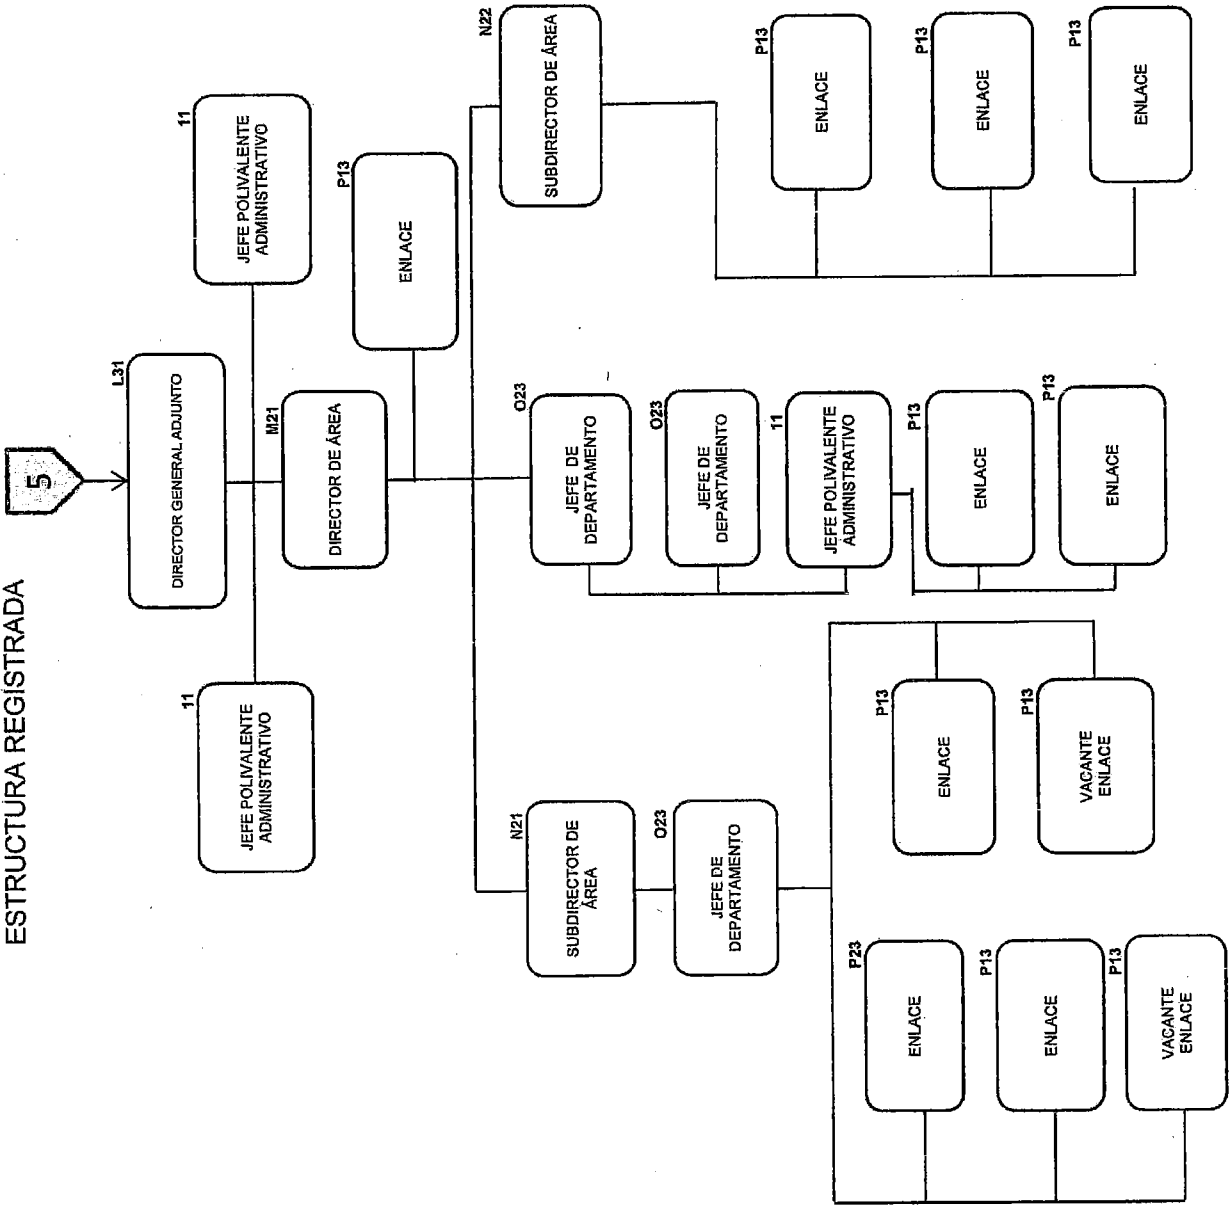 ESTRUCTURA REGISTRADA
5
L31
DIRECTOR GENERAL ADJUNTO
11
JEFE POLIVALENTE
ADMINISTRATIVO
11
JEFE POLIVALENTE
ADMINISTRATIVO
M21
DIRECTOR DE ÁREA
P13
ENLACE
N21
SUBDIRECTOR DE
ÁREA
O23
JEFE DE
DEPARTAMENTO
P23
ENLACE
P13
ENLACE
P13
VACANTE
ENLACE
P13
ENLACE
P13
VACANTE
ENLACE
O23
JEFE DE
DEPARTAMENTO
O23
JEFE DE
DEPARTAMENTO
11
JEFE POLIVALENTE
ADMINISTRATIVO
P13
ENLACE
P13
ENLACE
N22
SUBDIRECTOR DE ÁREA
P13
ENLACE
P13
ENLACE
P13
ENLACE